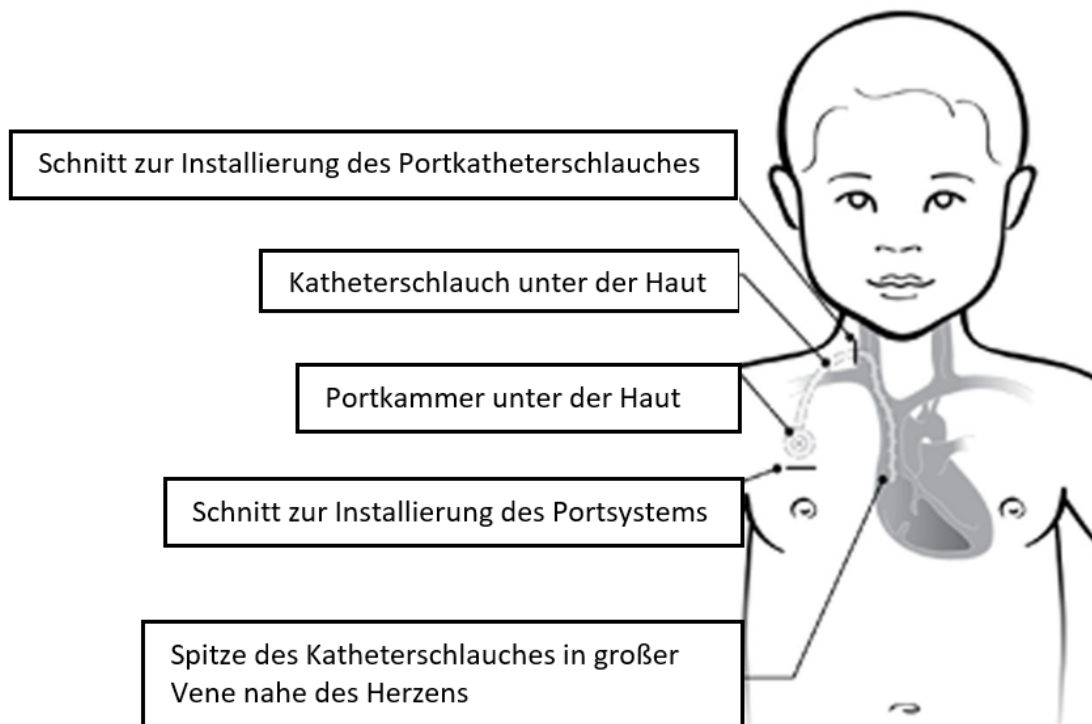 Schnitt zur Installierung des Portkatheterschlauches
Katheterschlauch unter der Haut
Portkammer unter der Haut
Schnitt zur Installierung des Portsystems
Spitze des Katheterschlauches in großer
Vene nahe des Herzens